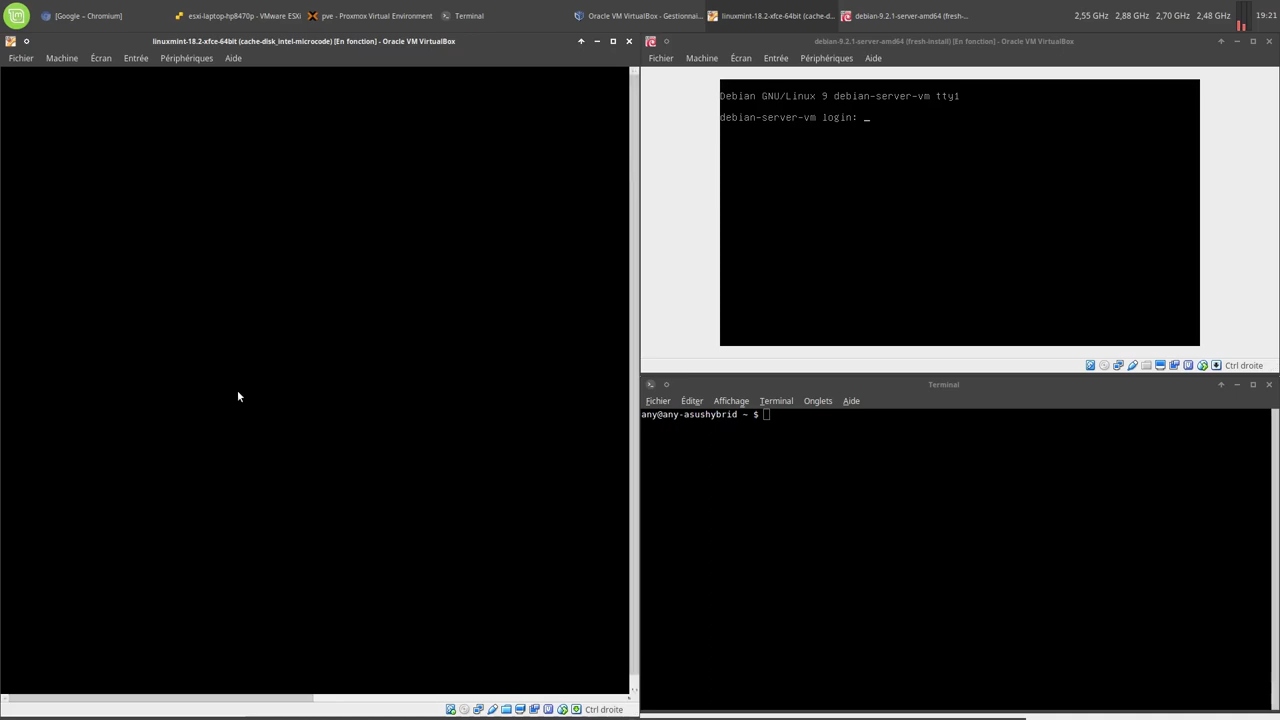 [Google – Chromium]
esxi-laptop-hp8470p - VMware ESXi
pve - Proxmox Virtual Environment
Terminal
Oracle VM VirtualBox - Gestionnai...
linuxmint-18.2-xfce-64bit (cache-d...
debian-9.2.1-server-amd64 (fresh-...
2,55 GHz 2,88 GHz 2,70 GHz 2,48 GHz
19:21
linuxmint-18.2-xfce-64bit (cache-disk_intel-microcode) [En fonction] - Oracle VM VirtualBox
Fichier Machine Écran Entrée Périphériques Aide
Ctrl droite
debian-9.2.1-server-amd64 (fresh-install) [En fonction] - Oracle VM VirtualBox
Fichier Machine Écran Entrée Périphériques Aide
Debian GNU/Linux 9 debian-server-vm tty1
debian-server-vm login: _
Ctrl droite
Terminal
Fichier Éditer Affichage Terminal Onglets Aide
any@any-asushybrid ~ $